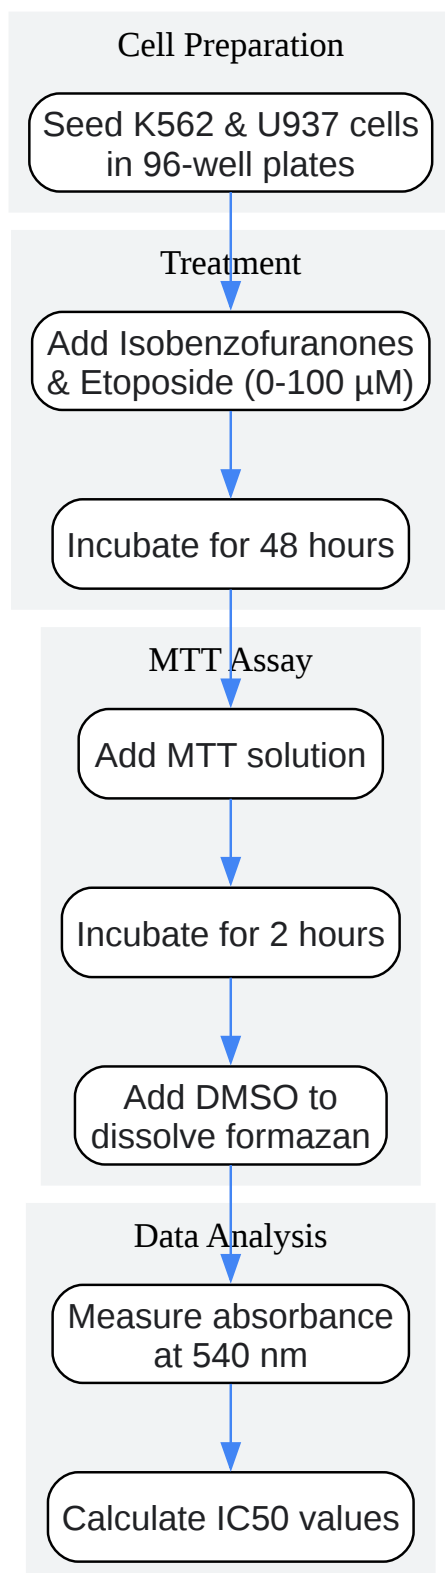 Cell Preparation
Seed K562 & U937 cells
in 96-well plates
Treatment
Add Isobenzofuranones
& Etoposide (0-100 µM)
Incubate for 48 hours
MTT Assay
Add MTT solution
Incubate for 2 hours
Add DMSO to
dissolve formazan
Data Analysis
Measure absorbance
at 540 nm
Calculate IC50 values